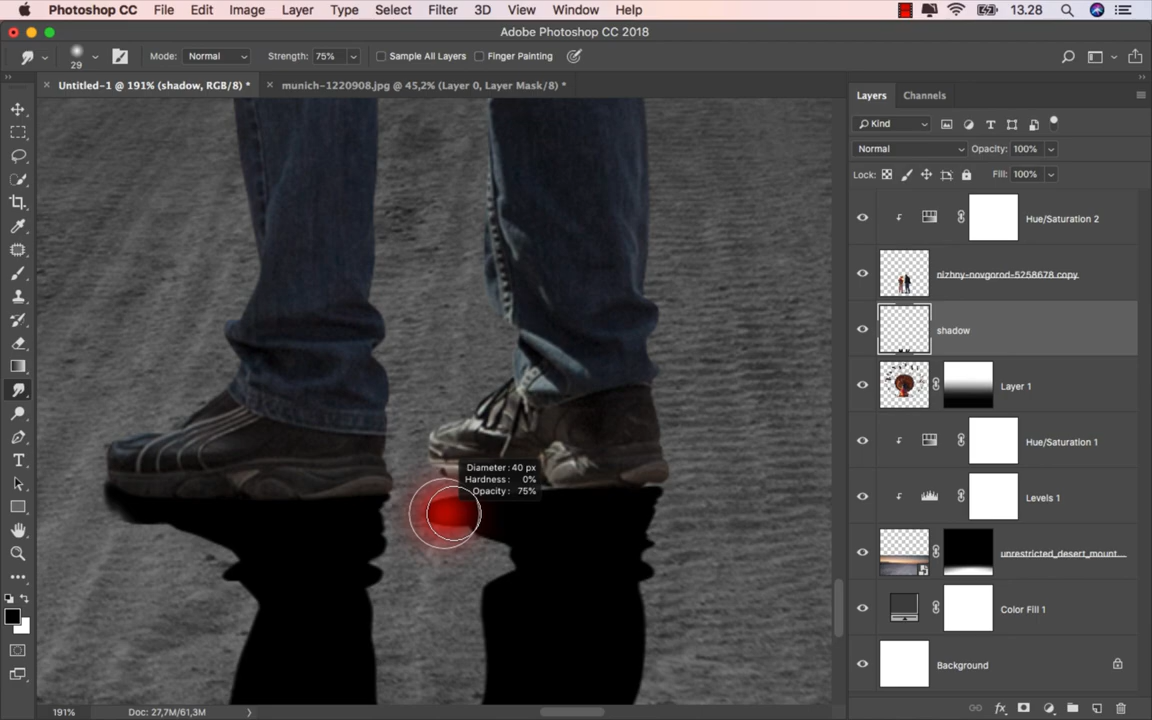 Photoshop CC File Edit Image Layer Type Select Filter 3D View Window Help 13.28
Adobe Photoshop CC 2018
29 Mode: Normal Strength: 75% Sample All Layers Finger Painting
Untitled-1 @ 191% (shadow, RGB/8) * munich-1220908.jpg @ 45,2% (Layer 0, Layer Mask/8) *
Layers Channels
Kind
Normal Opacity: 100%
Lock: Fill: 100%
Hue/Saturation 2
nizhny-novgorod-5258678 copy
shadow
Layer 1
Hue/Saturation 1
Diameter: 40 px
Hardness: 0%
Opacity: 75%
Levels 1
unrestricted_desert_mount...
Color Fill 1
Background
191% Doc: 27,7M/61,3M